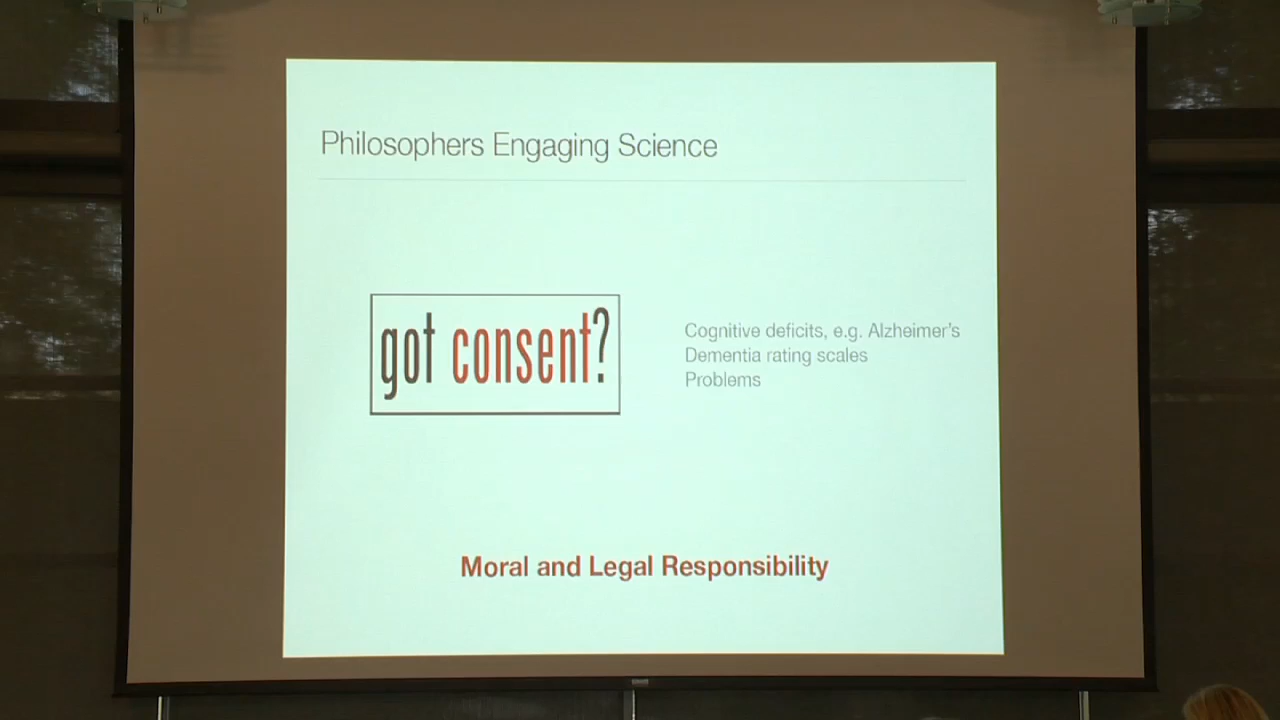 Philosophers Engaging Science
got consent?
Cognitive deficits, e.g. Alzheimer's
Dementia rating scales
Problems
Moral and Legal Responsibility